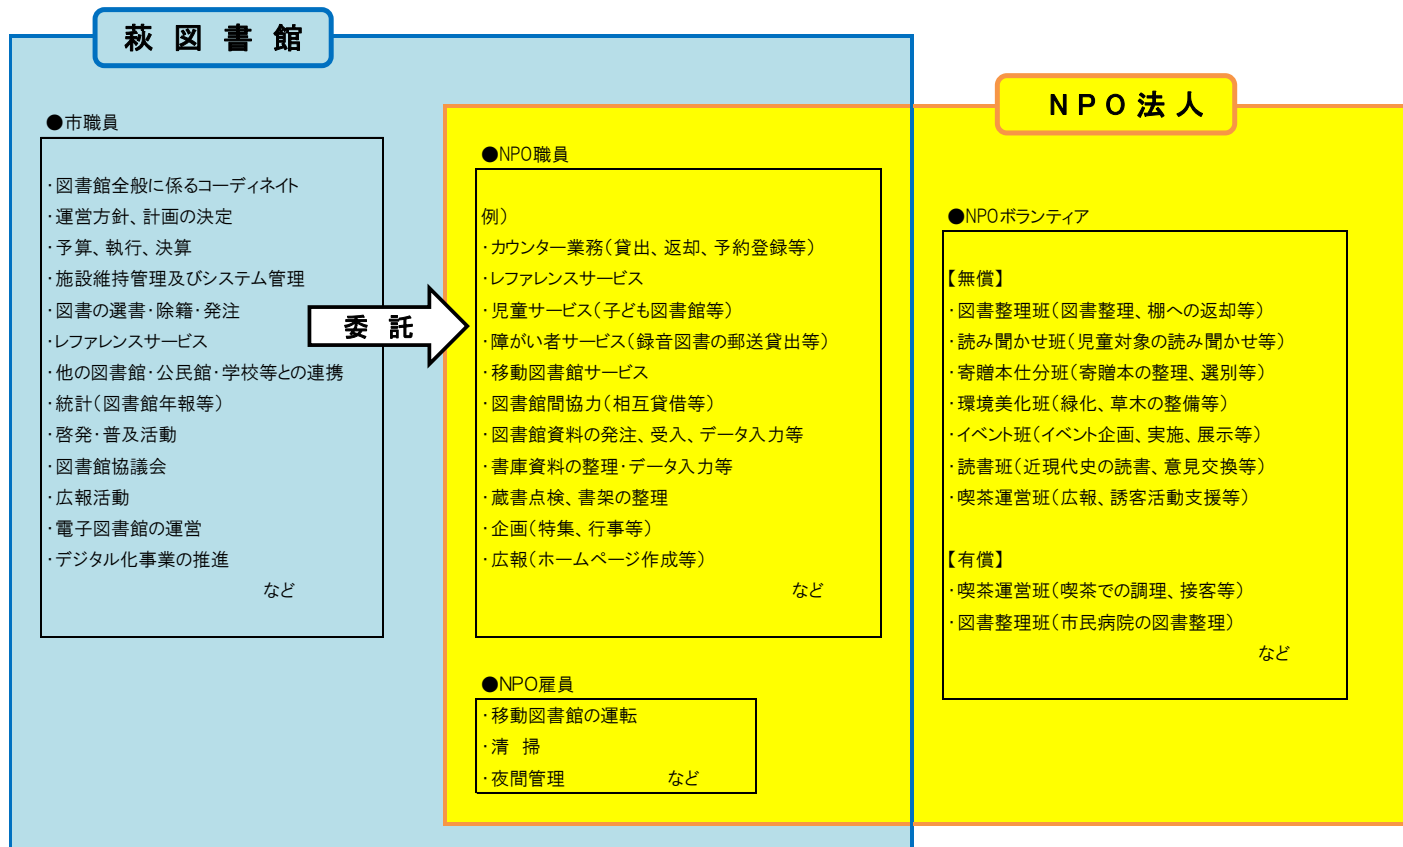 萩図書館
●市職員
・図書館全般に係るコーディネイト
・運営方針、計画の決定
・予算、執行、決算
・施設維持管理及びシステム管理
・図書の選書・除籍・発注
・レファレンスサービス
・他の図書館・公民館・学校等との連携
・統計（図書館年報等）
・啓発・普及活動
・図書館協議会
・広報活動
・電子図書館の運営
・デジタル化事業の推進
など
委託
NPO法人
●NPO職員
例）
・カウンター業務（貸出、返却、予約登録等）
・レファレンスサービス
・児童サービス（子ども図書館等）
・障がい者サービス（録音図書の郵送貸出等）
・移動図書館サービス
・図書館間協力（相互貸借等）
・図書館資料の発注、受入、データ入力等
・書庫資料の整理・データ入力等
・蔵書点検、書架の整理
・企画（特集、行事等）
・広報（ホームページ作成等）
など
●NPO雇員
・移動図書館の運転
・清　掃
・夜間管理　など
●NPOボランティア
【無償】
・図書整理班（図書整理、棚への返却等）
・読み聞かせ班（児童対象の読み聞かせ等）
・寄贈本仕分班（寄贈本の整理、選別等）
・環境美化班（緑化、草木の整備等）
・イベント班（イベント企画、実施、展示等）
・読書班（近現代史の読書、意見交換等）
・喫茶運営班（広報、誘客活動支援等）
【有償】
・喫茶運営班（喫茶での調理、接客等）
・図書整理班（市民病院の図書整理）
など